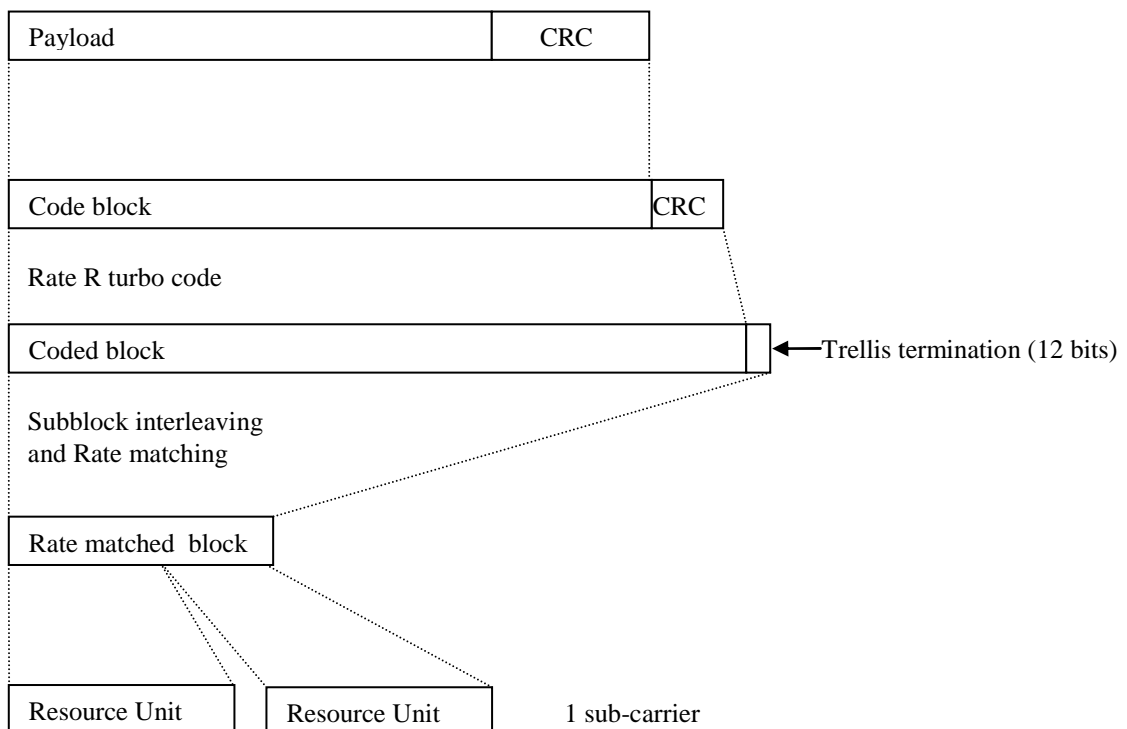 Payload CRC
Code block CRC
Rate R turbo code
Coded block Trellis termination (12 bits)
Subblock interleaving
and Rate matching
Rate matched block
Resource Unit Resource Unit 1 sub-carrier